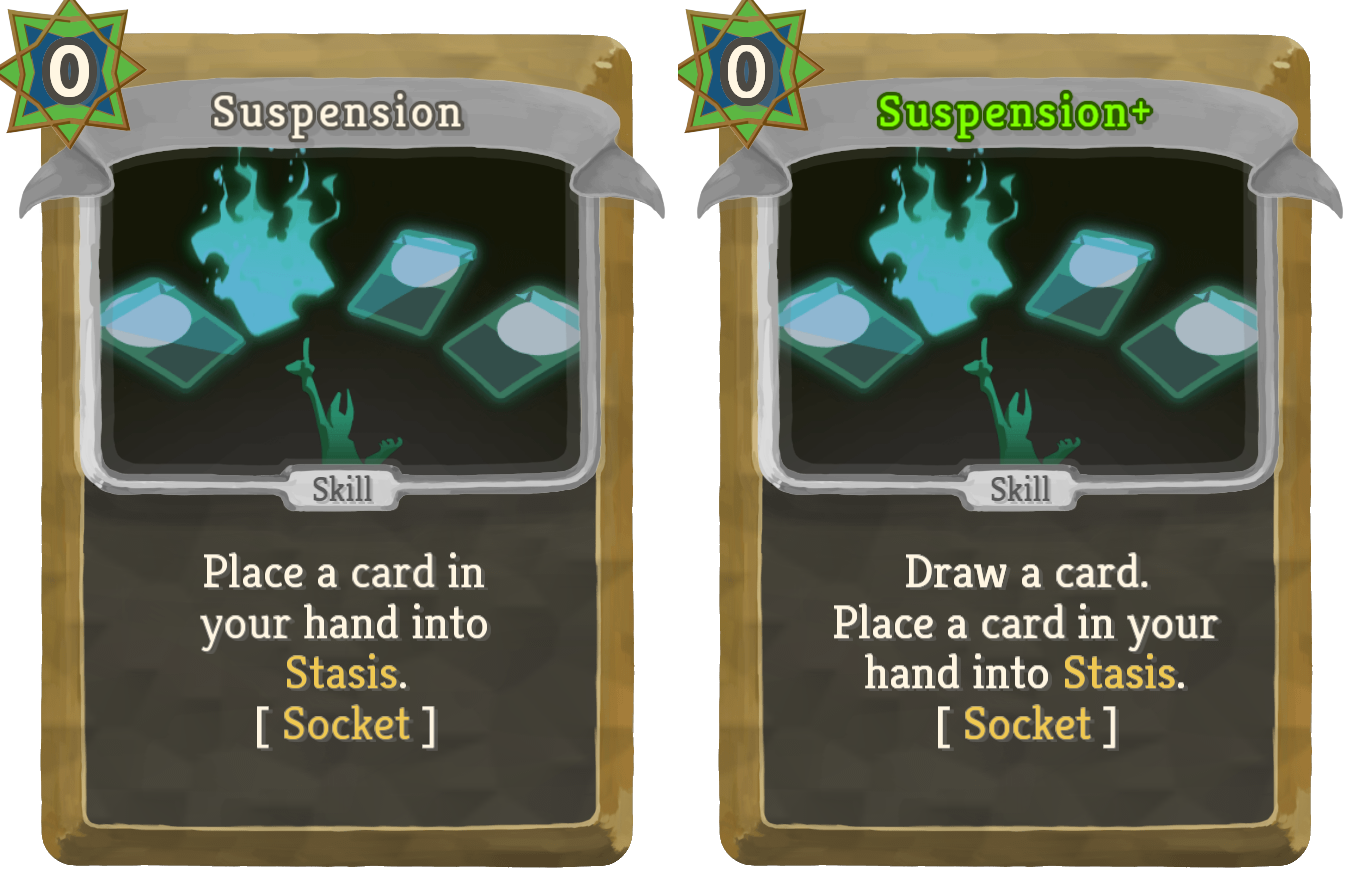 0
Suspension
Skill
Place a card in
your hand into
Stasis.
[ Socket ]
0
Suspension+
Skill
Draw a card.
Place a card in your
hand into Stasis.
[ Socket ]